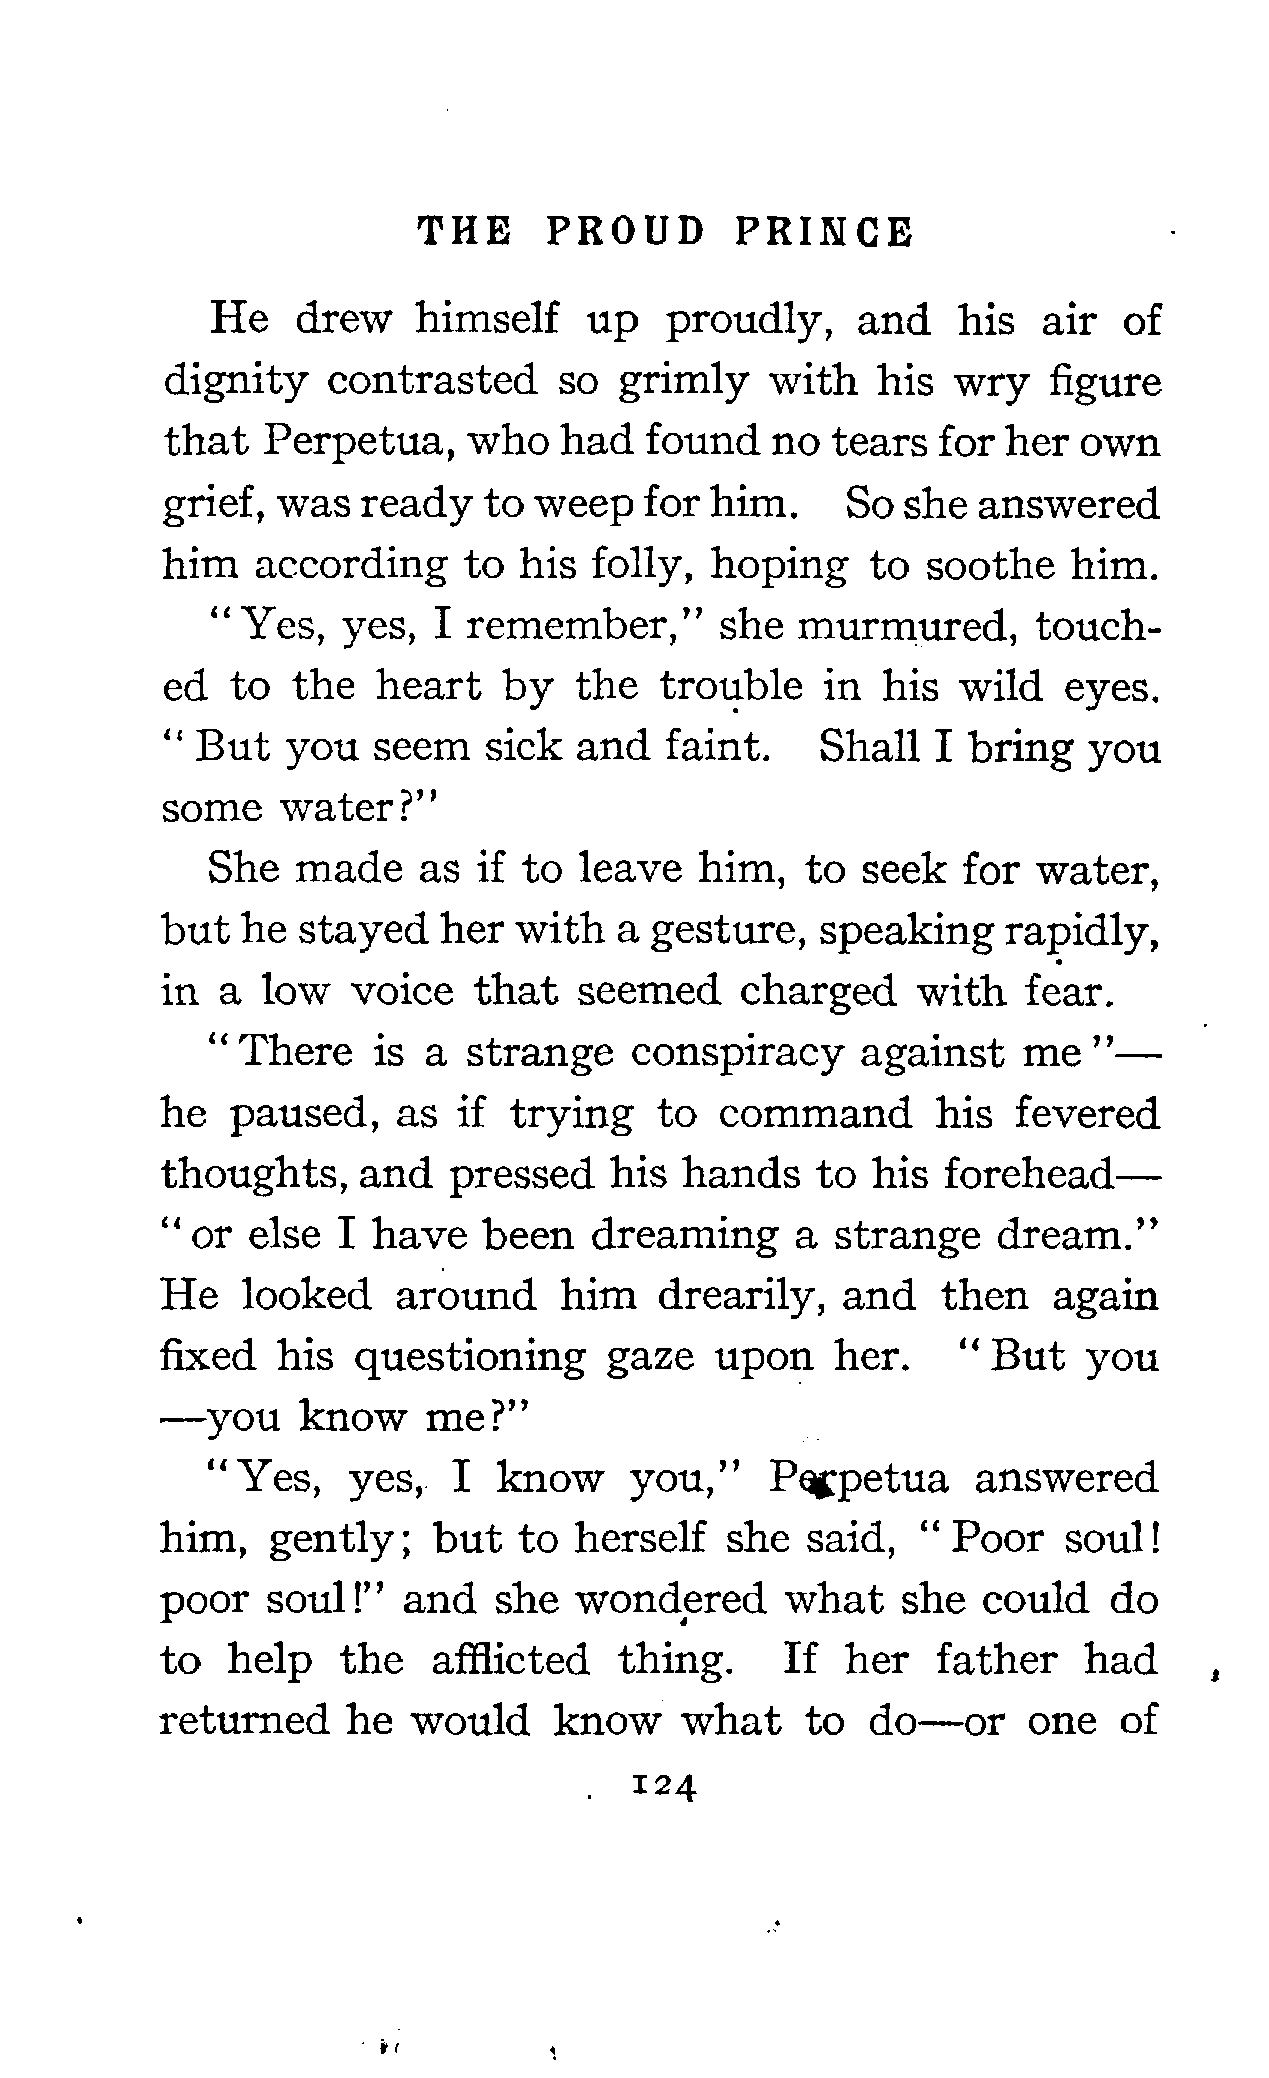 THE PROUD PRINCE
He drew himself up proudly, and his air of
dignity contrasted so grimly with his wry figure
that Perpetua, who had found no tears for her own
grief, was ready to weep for him. So she answered
him according to his folly, hoping to soothe him.
"Yes, yes, I remember," she murmured, touch-
ed to the heart by the trouble in his wild eyes.
"But you seem sick and faint. Shall I bring you
some water?"
She made as if to leave him, to seek for water,
but he stayed her with a gesture, speaking rapidly,
in a low voice that seemed charged with fear.
"There is a strange conspiracy against me"—
he paused, as if trying to command his fevered
thoughts, and pressed his hands to his forehead—
"or else I have been dreaming a strange dream."
He looked around him drearily, and then again
fixed his questioning gaze upon her. "But you
—you know me?"
"Yes, yes, I know you," Perpetua answered
him, gently; but to herself she said, "Poor soul!
poor soul!" and she wondered what she could do
to help the afflicted thing. If her father had
returned he would know what to do—or one of
124